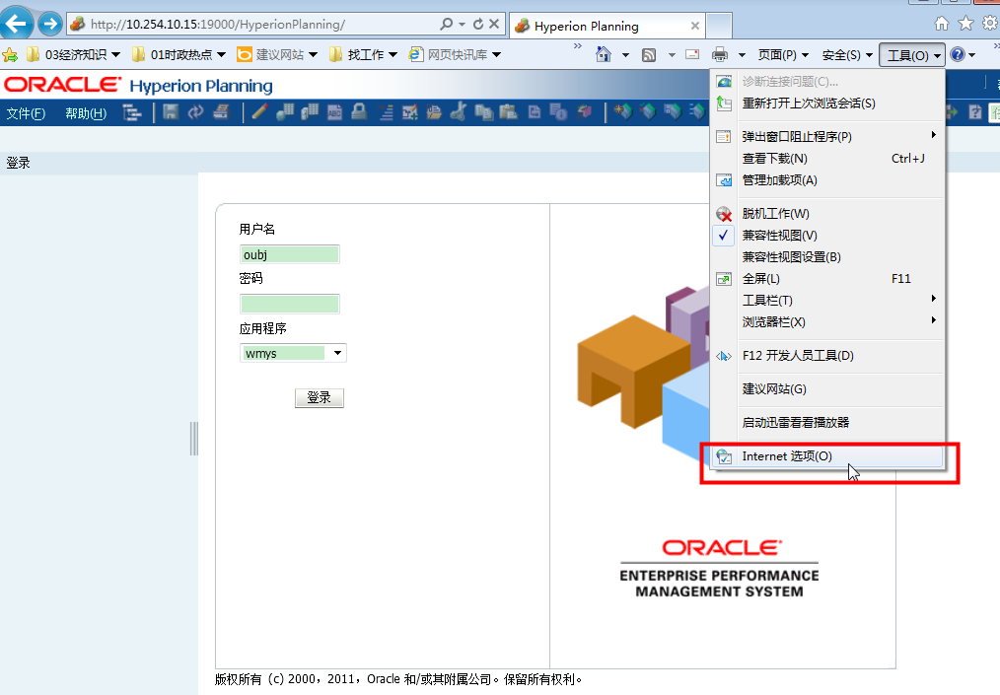 http://10.254.10.15:19000/HyperionPlanning/
Hyperion Planning
03经济知识
01时政热点
建议网站
找工作
网页快讯库
页面(P)
安全(S)
工具(O)
ORACLE Hyperion Planning
文件(F)
帮助(H)
登录
用户名
oubj
密码
应用程序
wmys
登录
诊断连接问题(C)...
重新打开上次浏览会话(S)
弹出窗口阻止程序(P)
查看下载(N) Ctrl+J
管理加载项(A)
脱机工作(W)
兼容性视图(V)
兼容性视图设置(B)
全屏(L) F11
工具栏(T)
浏览器栏(X)
F12 开发人员工具(D)
建议网站(G)
启动迅雷看看播放器
Internet 选项(O)
ORACLE
ENTERPRISE PERFORMANCE
MANAGEMENT SYSTEM
版权所有 (c) 2000，2011，Oracle 和/或其附属公司。保留所有权利。